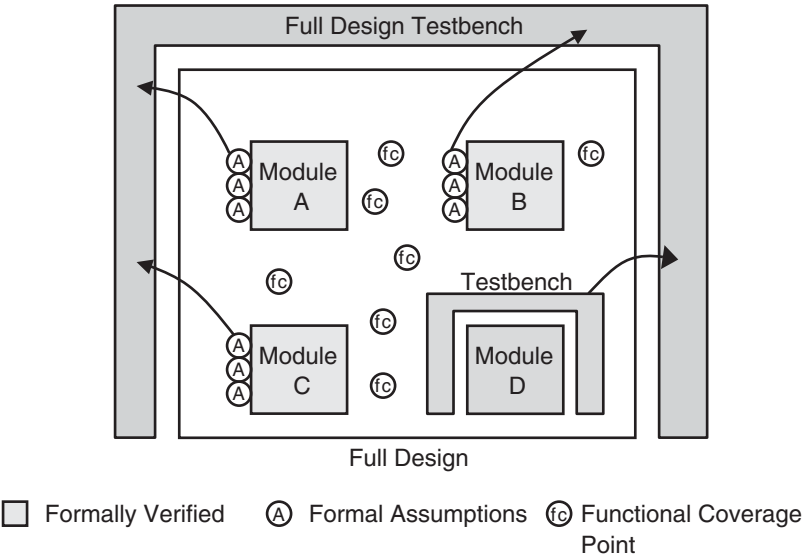 Full Design Testbench
A
A
A
Module
A
fc
fc
A
A
A
Module
B
fc
fc
fc
Testbench
A
A
A
Module
C
fc
fc
Module
D
Full Design
Formally Verified
A Formal Assumptions
fc Functional Coverage
Point